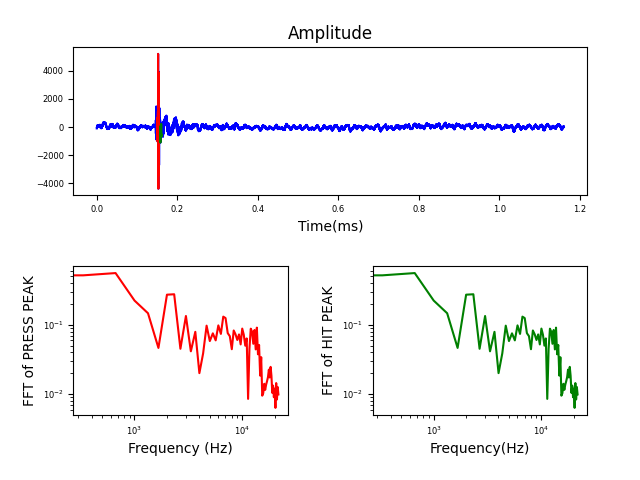 Amplitude
4000
2000
0
−2000
−4000
0.0 0.2 0.4 0.6 0.8 1.0 1.2
Time(ms)
FFT of PRESS PEAK
10⁻¹
10⁻²
10³ 10⁴
Frequency (Hz)
FFT of HIT PEAK
10⁻¹
10⁻²
10³ 10⁴
Frequency(Hz)